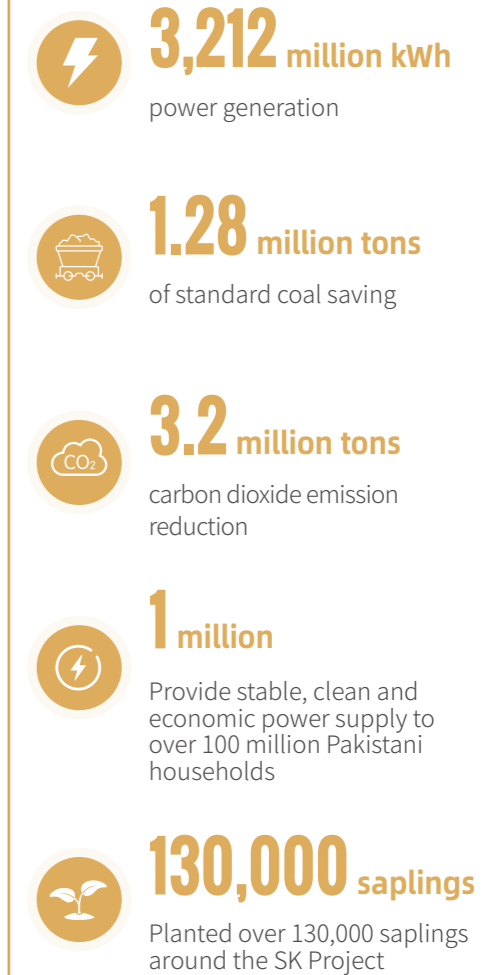 3,212 million kWh
power generation
1.28 million tons
of standard coal saving
CO₂
3.2 million tons
carbon dioxide emission
reduction
1 million
Provide stable, clean and
economic power supply to
over 100 million Pakistani
households
130,000 saplings
Planted over 130,000 saplings
around the SK Project